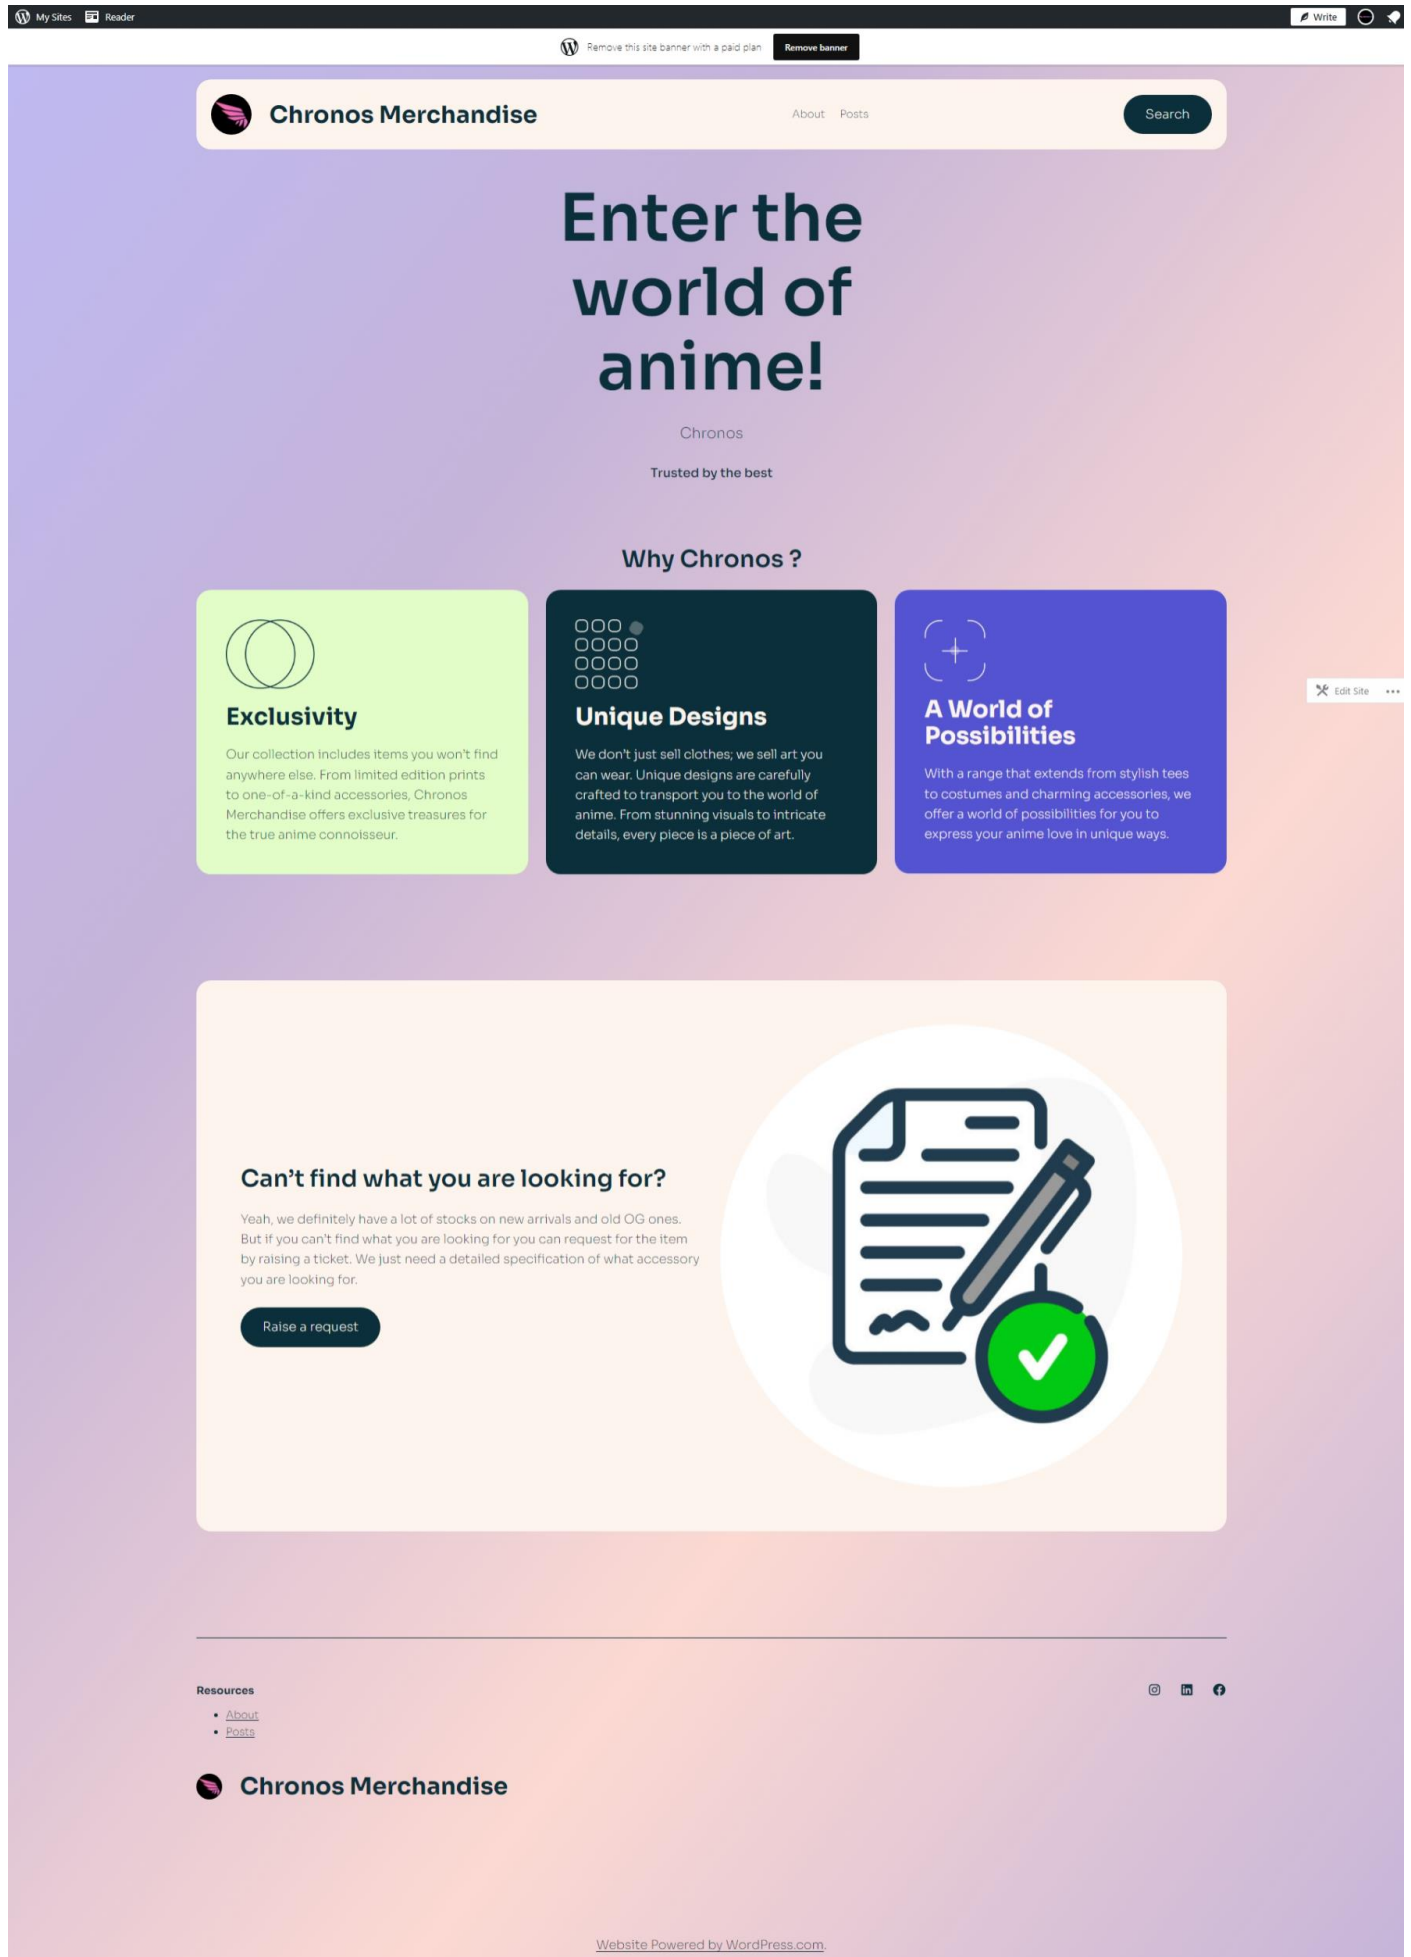 My Sites Reader Write
Remove this site banner with a paid plan Remove banner
Chronos Merchandise About Posts Search
Enter the
world of
anime!
Chronos
Trusted by the best
Why Chronos ?
Exclusivity
Our collection includes items you won't find
anywhere else. From limited edition prints
to one-of-a-kind accessories, Chronos
Merchandise offers exclusive treasures for
the true anime connoisseur.
Unique Designs
We don't just sell clothes; we sell art you
can wear. Unique designs are carefully
crafted to transport you to the world of
anime. From stunning visuals to intricate
details, every piece is a piece of art.
A World of
Possibilities
With a range that extends from stylish tees
to costumes and charming accessories, we
offer a world of possibilities for you to
express your anime love in unique ways.
Edit Site
Can't find what you are looking for?
Yeah, we definitely have a lot of stocks on new arrivals and old OG ones.
But if you can't find what you are looking for you can request for the item
by raising a ticket. We just need a detailed specification of what accessory
you are looking for.
Raise a request
Resources
About
Posts
Chronos Merchandise
Website Powered by WordPress.com.